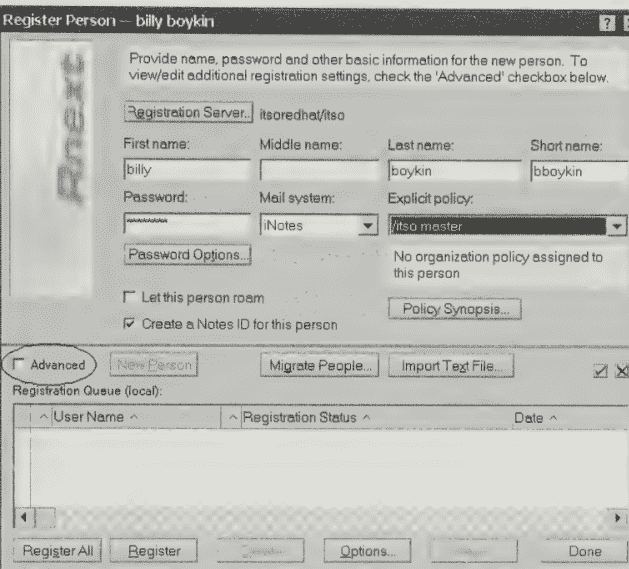 Register Person -- billy boykin
Rnext
Provide name, password and other basic information for the new person. To
view/edit additional registration settings, check the 'Advanced' checkbox below.
Registration Server... itsoredhat/itso
First name: Middle name: Last name: Short name:
billy boykin bboykin
Password: Mail system: Explicit policy:
******** iNotes /itso master
Password Options... No organization policy assigned to
this person
Let this person roam
Policy Synopsis...
Create a Notes ID for this person
Advanced New Person Migrate People... Import Text File...
Registration Queue (local):
User Name Registration Status Date
Register All Register Options... Done